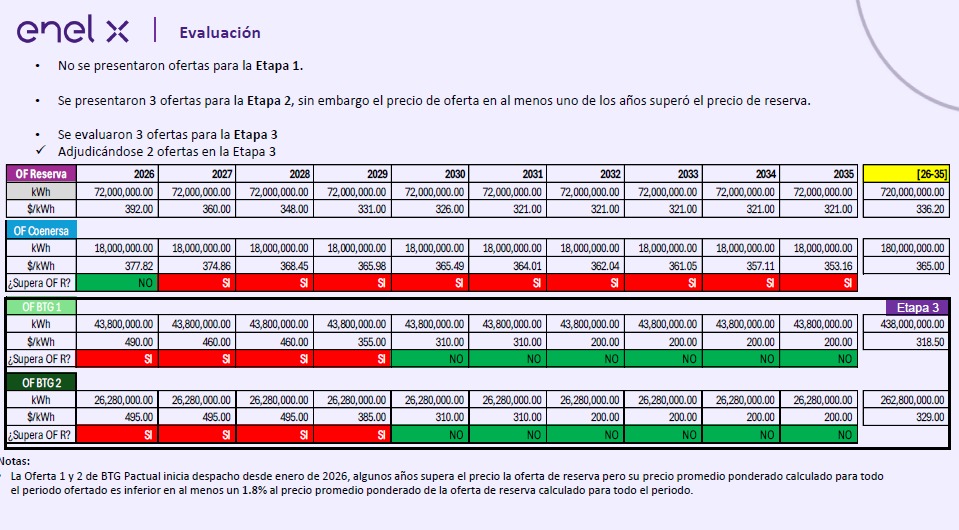 enel x | Evaluación
• No se presentaron ofertas para la Etapa 1.
• Se presentaron 3 ofertas para la Etapa 2, sin embargo el precio de oferta en al menos uno de los años superó el precio de reserva.
• Se evaluaron 3 ofertas para la Etapa 3
✓ Adjudicándose 2 ofertas en la Etapa 3
OF Reserva 2026 2027 2028 2029 2030 2031 2032 2033 2034 2035 [26-35]
kWh 72,000,000.00 72,000,000.00 72,000,000.00 72,000,000.00 72,000,000.00 72,000,000.00 72,000,000.00 72,000,000.00 72,000,000.00 72,000,000.00 720,000,000.00
$/kWh 392.00 360.00 348.00 331.00 326.00 321.00 321.00 321.00 321.00 321.00 336.20
OF Coenersa
kWh 18,000,000.00 18,000,000.00 18,000,000.00 18,000,000.00 18,000,000.00 18,000,000.00 18,000,000.00 18,000,000.00 18,000,000.00 18,000,000.00 180,000,000.00
$/kWh 377.82 374.86 368.45 365.98 365.49 364.01 362.04 361.05 357.11 353.16 365.00
¿Supera OF R? NO SI SI SI SI SI SI SI SI SI
OF BTG 1 Etapa 3
kWh 43,800,000.00 43,800,000.00 43,800,000.00 43,800,000.00 43,800,000.00 43,800,000.00 43,800,000.00 43,800,000.00 43,800,000.00 43,800,000.00 438,000,000.00
$/kWh 490.00 460.00 460.00 355.00 310.00 310.00 200.00 200.00 200.00 200.00 318.50
¿Supera OF R? SI SI SI SI NO NO NO NO NO NO
OF BTG 2
kWh 26,280,000.00 26,280,000.00 26,280,000.00 26,280,000.00 26,280,000.00 26,280,000.00 26,280,000.00 26,280,000.00 26,280,000.00 26,280,000.00 262,800,000.00
$/kWh 495.00 495.00 495.00 385.00 310.00 310.00 200.00 200.00 200.00 200.00 329.00
¿Supera OF R? SI SI SI SI NO NO NO NO NO NO
Notas:
• La Oferta 1 y 2 de BTG Pactual inicia despacho desde enero de 2026, algunos años supera el precio la oferta de reserva pero su precio promedio ponderado calculado para todo
el periodo ofertado es inferior en al menos un 1.8% al precio promedio ponderado de la oferta de reserva calculado para todo el periodo.